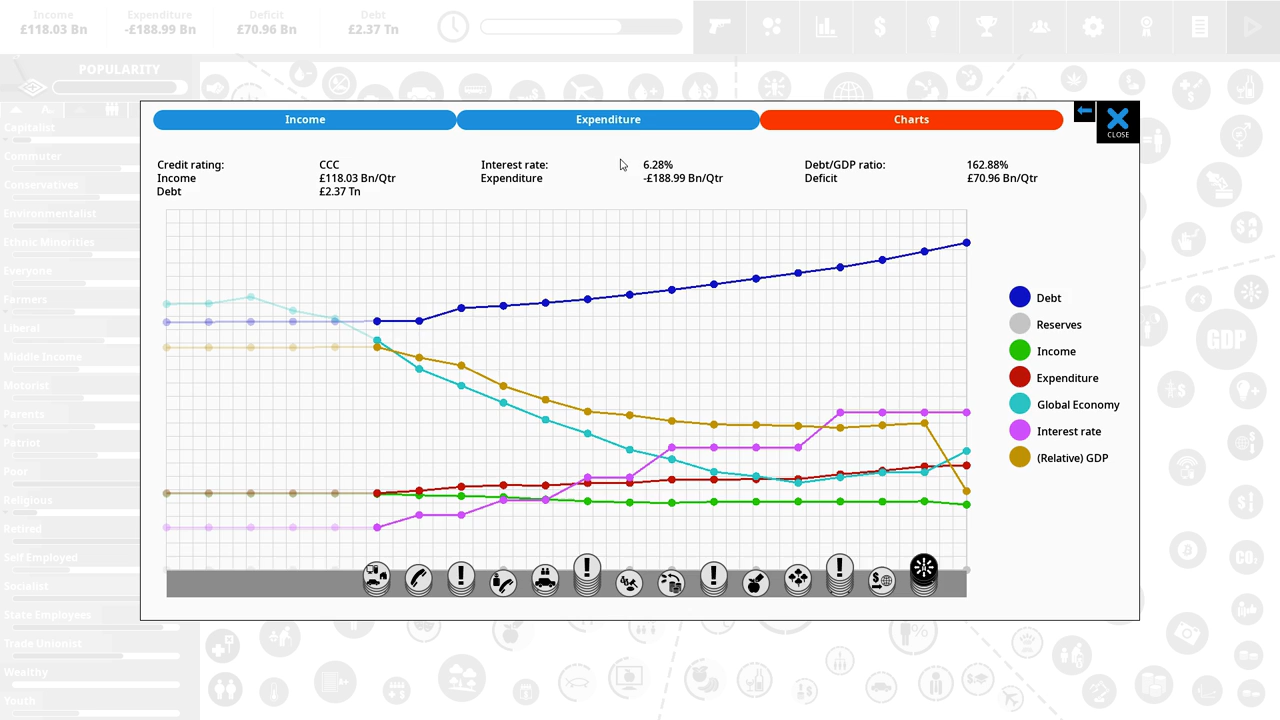 Income Expenditure Deficit Debt
£118.03 Bn -£188.99 Bn £70.96 Bn £2.37 Tn
POPULARITY
Income Expenditure Charts
CLOSE
A..
Capitalist
Commuter
Conservatives
Environmentalist
Ethnic Minorities
Everyone
Farmers
Liberal
Middle Income
Motorist
Parents
Patriot
Poor
Religious
Retired
Self Employed
Socialist
State Employees
Trade Unionist
Wealthy
Youth
Credit rating: CCC Interest rate: 6.28% Debt/GDP ratio: 162.88%
Income £118.03 Bn/Qtr Expenditure -£188.99 Bn/Qtr Deficit £70.96 Bn/Qtr
Debt £2.37 Tn
Debt
Reserves
Income
Expenditure
Global Economy
Interest rate
(Relative) GDP
GDP
CO₂